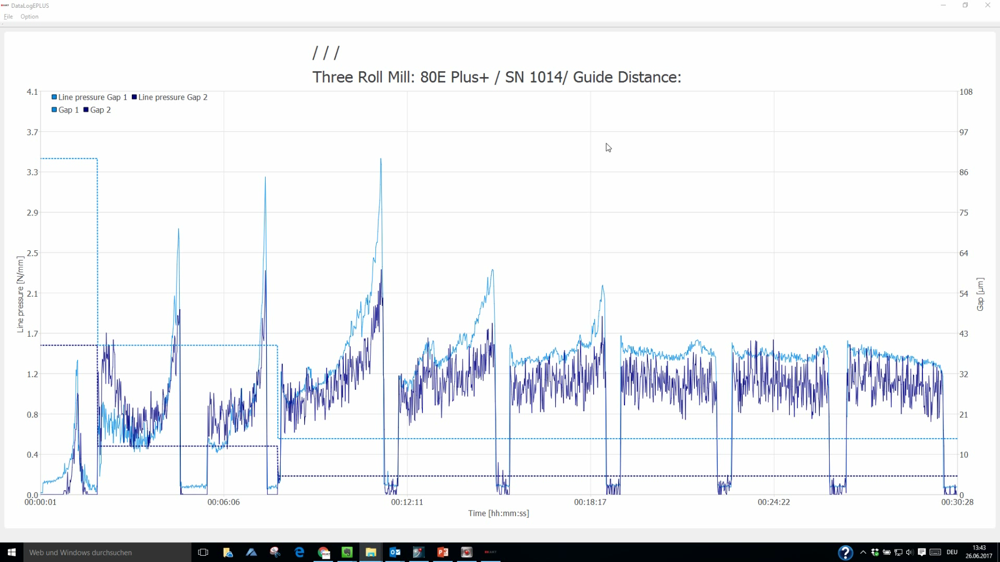 DataLogEPLUS
File Option
/ / /
Three Roll Mill: 80E Plus+ / SN 1014/ Guide Distance:
Line pressure Gap 1 Line pressure Gap 2
Gap 1 Gap 2
4.1
3.7
3.3
2.9
2.5
2.1
1.7
1.2
0.8
0.4
0.0
Line pressure [N/mm]
108
97
86
75
64
54
43
32
21
10
0
Gap [µm]
00:00:01 00:06:06 00:12:11 00:18:17 00:24:22 00:30:28
Time [hh:mm:ss]
Web und Windows durchsuchen
DEU
13:43
26.06.2017